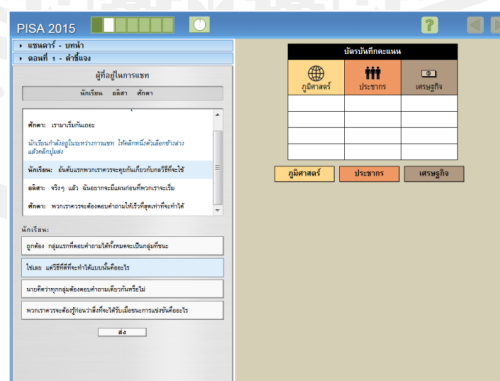 PISA 2015
แซนดาร์ - บทนำ
ตอนที่ 1 - คำชี้แจง
ผู้ที่อยู่ในการแชท
นักเรียน อลิสา ศักดา
ศักดา: เรามาเริ่มกันเถอะ
นักเรียนกำลังอยู่ในระหว่างการแชท ให้คลิกหนึ่งตัวเลือกข้างล่าง
แล้วคลิกปุ่มส่ง
นักเรียน: อันดับแรกพวกเราควรจะคุยกันเกี่ยวกับกลวิธีที่จะใช้
อลิสา: จริงๆ แล้ว ฉันอยากจะมีแผนก่อนที่พวกเราจะเริ่ม
ศักดา: พวกเราควรจะต้องตอบคำถามให้เร็วที่สุดเท่าที่จะทำได้
นักเรียน:
ถูกต้อง กลุ่มแรกที่ตอบคำถามได้ทั้งหมดจะเป็นกลุ่มที่ชนะ
ใช่เลย แต่วิธีที่ดีที่จะทำได้แบบนั้นคืออะไร
นายคิดว่าทุกกลุ่มต้องตอบคำถามเดียวกันหรือไม่
พวกเราควรจะต้องรู้ก่อนว่าสิ่งที่จะได้รับเมื่อชนะการแข่งขันคืออะไร
ส่ง
?
บัตรบันทึกคะแนน
ภูมิศาสตร์ ประชากร เศรษฐกิจ
ภูมิศาสตร์ ประชากร เศรษฐกิจ